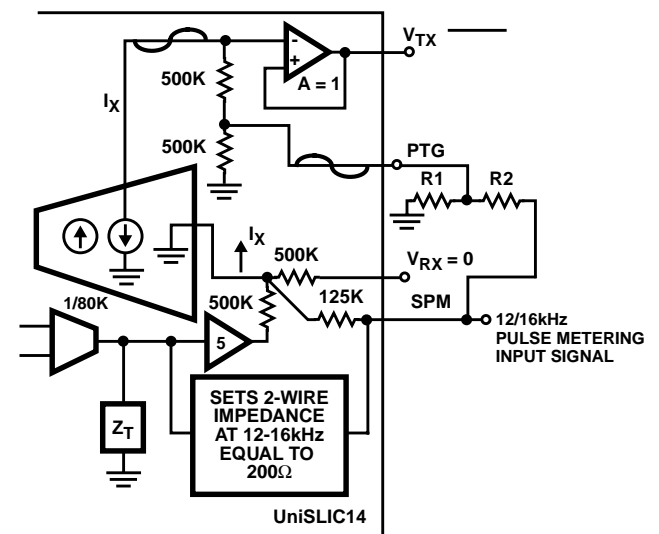 V_TX
-
+
A = 1
500K
I_X
500K
PTG
R1
R2
I_X
500K
V_RX = 0
1/80K
500K
125K
SPM
12/16kHz
PULSE METERING
INPUT SIGNAL
5
Z_T
SETS 2-WIRE
IMPEDANCE
AT 12-16kHz
EQUAL TO
200Ω
UniSLIC14